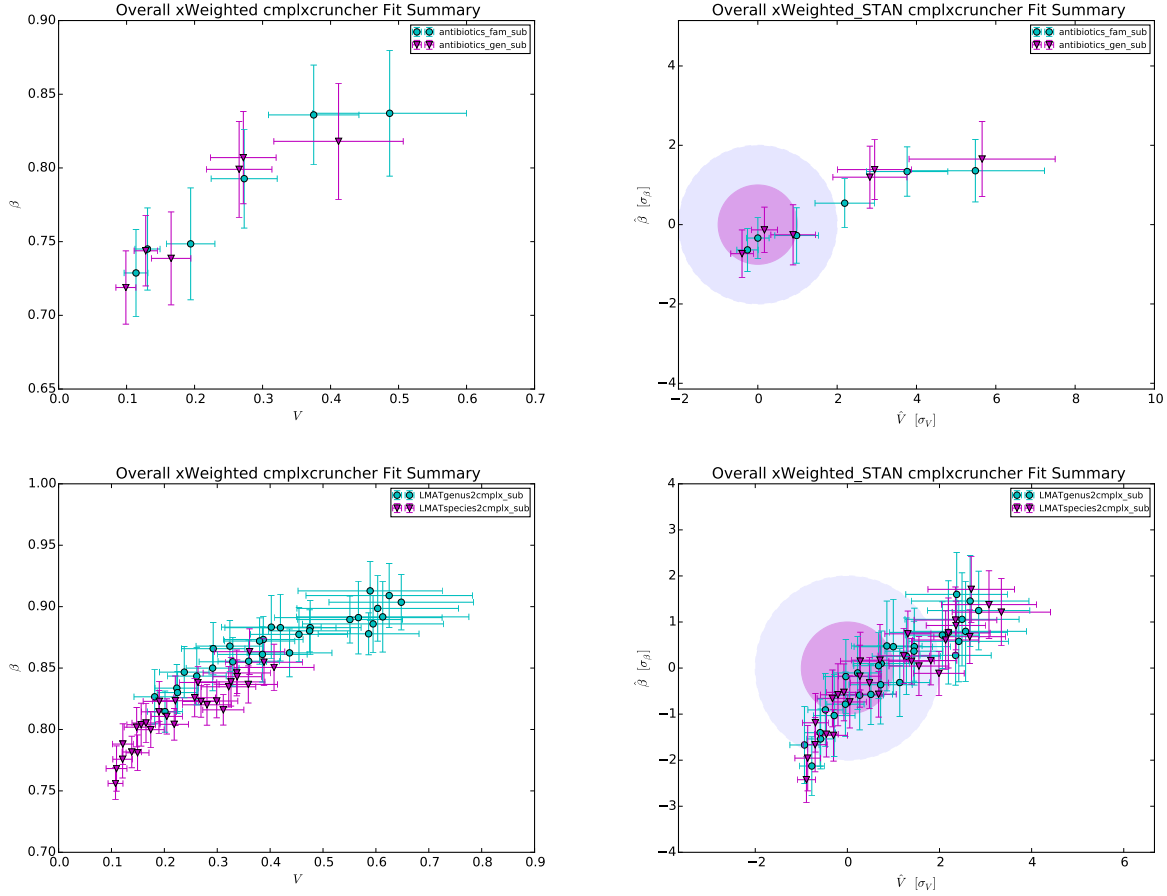 Overall xWeighted cmplxcruncher Fit Summary
0.90
0.85
0.80
0.75
0.70
0.65
β
0.0 0.1 0.2 0.3 0.4 0.5 0.6 0.7
V
antibiotics_fam_sub
antibiotics_gen_sub
Overall xWeighted_STAN cmplxcruncher Fit Summary
4
2
0
−2
−4
β̂ [σβ]
−2 0 2 4 6 8 10
V̂ [σV]
antibiotics_fam_sub
antibiotics_gen_sub
Overall xWeighted cmplxcruncher Fit Summary
1.00
0.95
0.90
0.85
0.80
0.75
0.70
β
0.0 0.1 0.2 0.3 0.4 0.5 0.6 0.7 0.8 0.9
V
LMATgenus2cmplx_sub
LMATspecies2cmplx_sub
Overall xWeighted_STAN cmplxcruncher Fit Summary
4
3
2
1
0
−1
−2
−3
−4
β̂ [σβ]
−2 0 2 4 6
V̂ [σV]
LMATgenus2cmplx_sub
LMATspecies2cmplx_sub